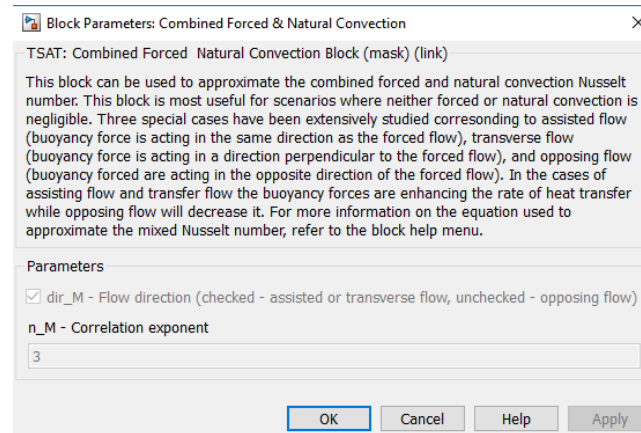 Block Parameters: Combined Forced & Natural Convection
TSAT: Combined Forced  Natural Convection Block (mask) (link)
This block can be used to approximate the combined forced and natural convection Nusselt
number. This block is most useful for scenarios where neither forced or natural convection is
negligible. Three special cases have been extensively studied corresonding to assisted flow
(buoyancy force is acting in the same direction as the forced flow), transverse flow
(buoyancy force is acting in a direction perpendicular to the forced flow), and opposing flow
(buoyancy forced are acting in the opposite direction of the forced flow). In the cases of
assisting flow and transfer flow the buoyancy forces are enhancing the rate of heat transfer
while opposing flow will decrease it. For more information on the equation used to
approximate the mixed Nusselt number, refer to the block help menu.
Parameters
dir_M - Flow direction (checked - assisted or transverse flow, unchecked - opposing flow)
n_M - Correlation exponent
3
OK Cancel Help Apply